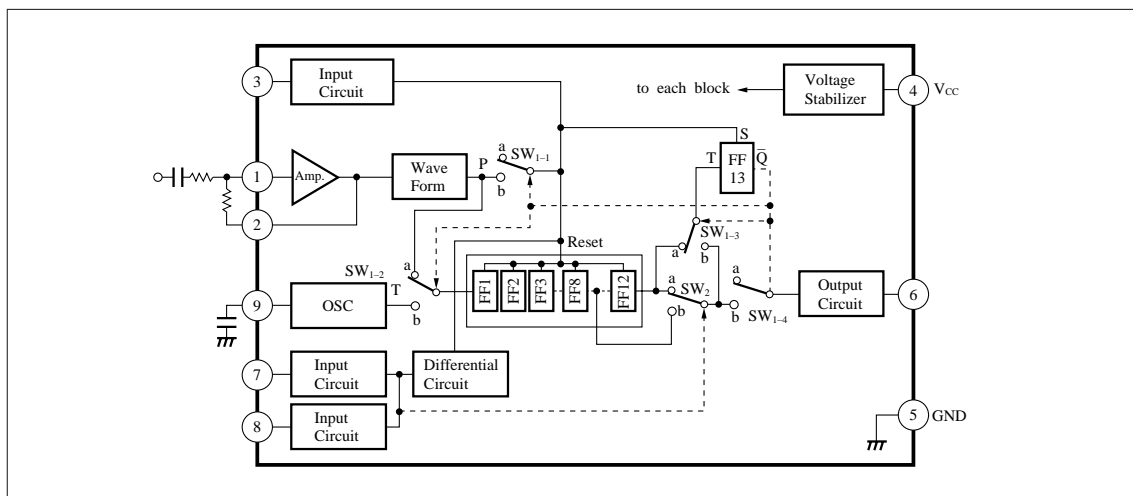 3
Input
Circuit
to each block
Voltage
Stabilizer
4
VCC
1
Amp.
Wave
Form
P
a
SW1–1
b
S
T
FF
13
Q̅
2
SW1–3
a
b
Reset
SW1–2
a
T
b
FF1
FF2
FF3
FF8
FF12
a
SW2
b
a
b
SW1–4
Output
Circuit
6
9
OSC
7
Input
Circuit
Differential
Circuit
8
Input
Circuit
5
GND